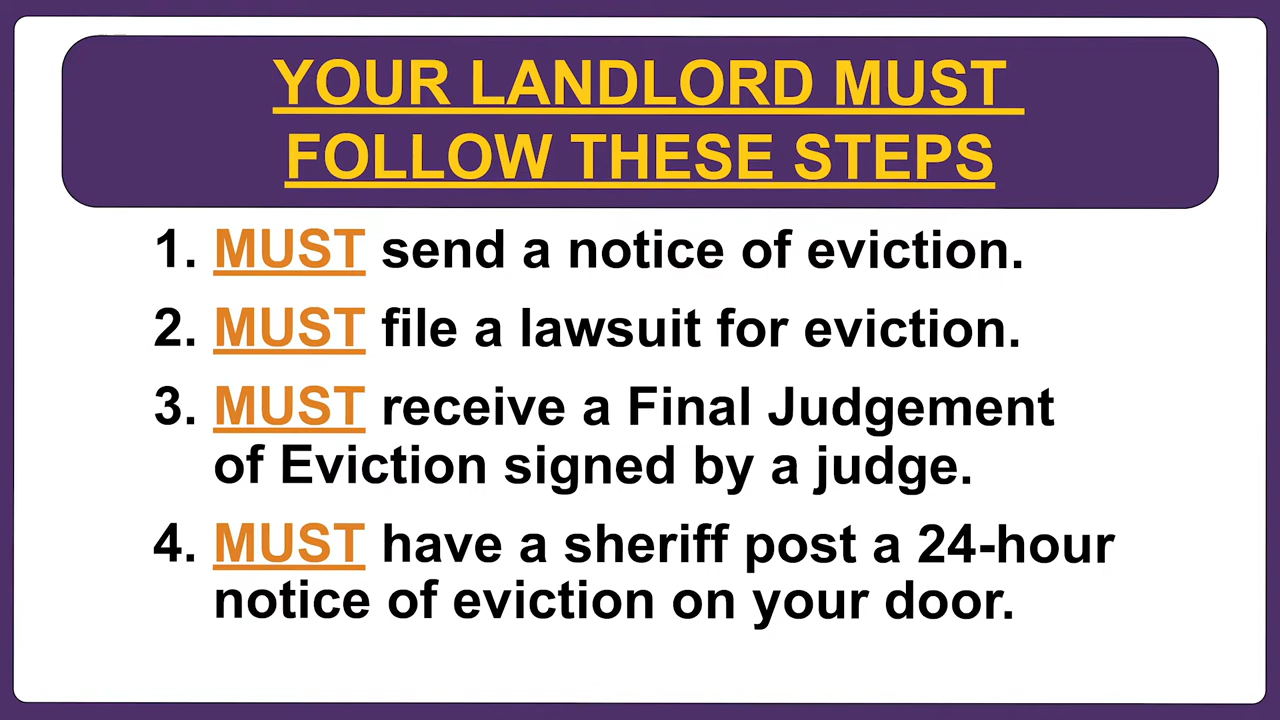 YOUR LANDLORD MUST
FOLLOW THESE STEPS
1. MUST send a notice of eviction.
2. MUST file a lawsuit for eviction.
3. MUST receive a Final Judgement
of Eviction signed by a judge.
4. MUST have a sheriff post a 24-hour
notice of eviction on your door.